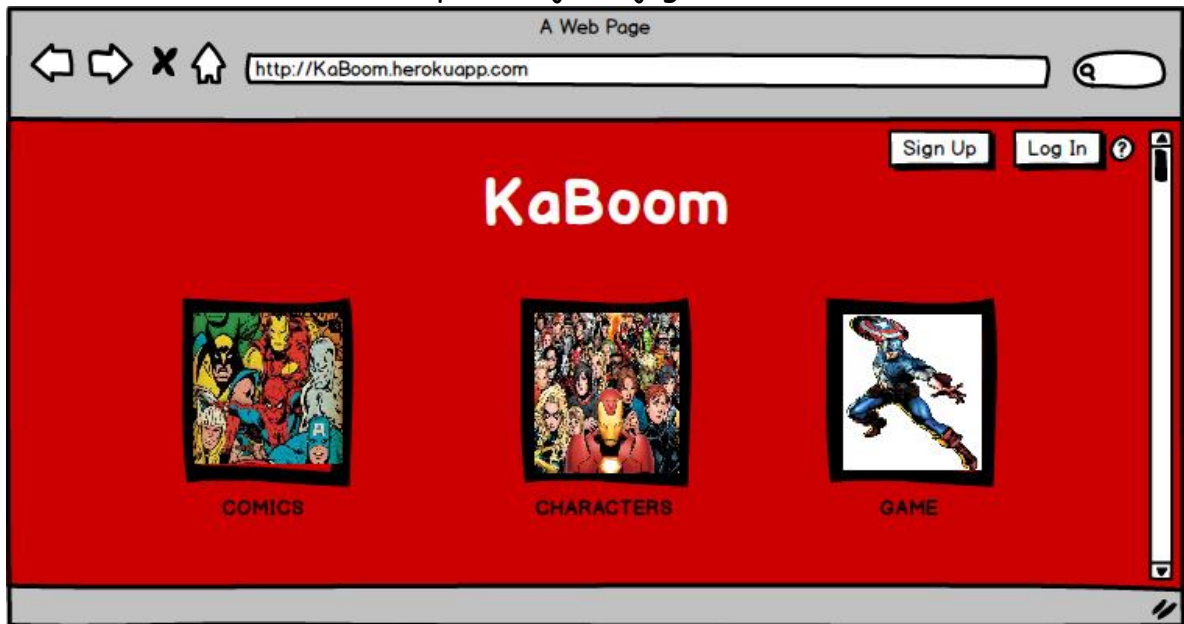 A Web Page
http://KaBoom.herokuapp.com
Sign Up Log In ?
KaBoom
A
COMICS CHARACTERS GAME